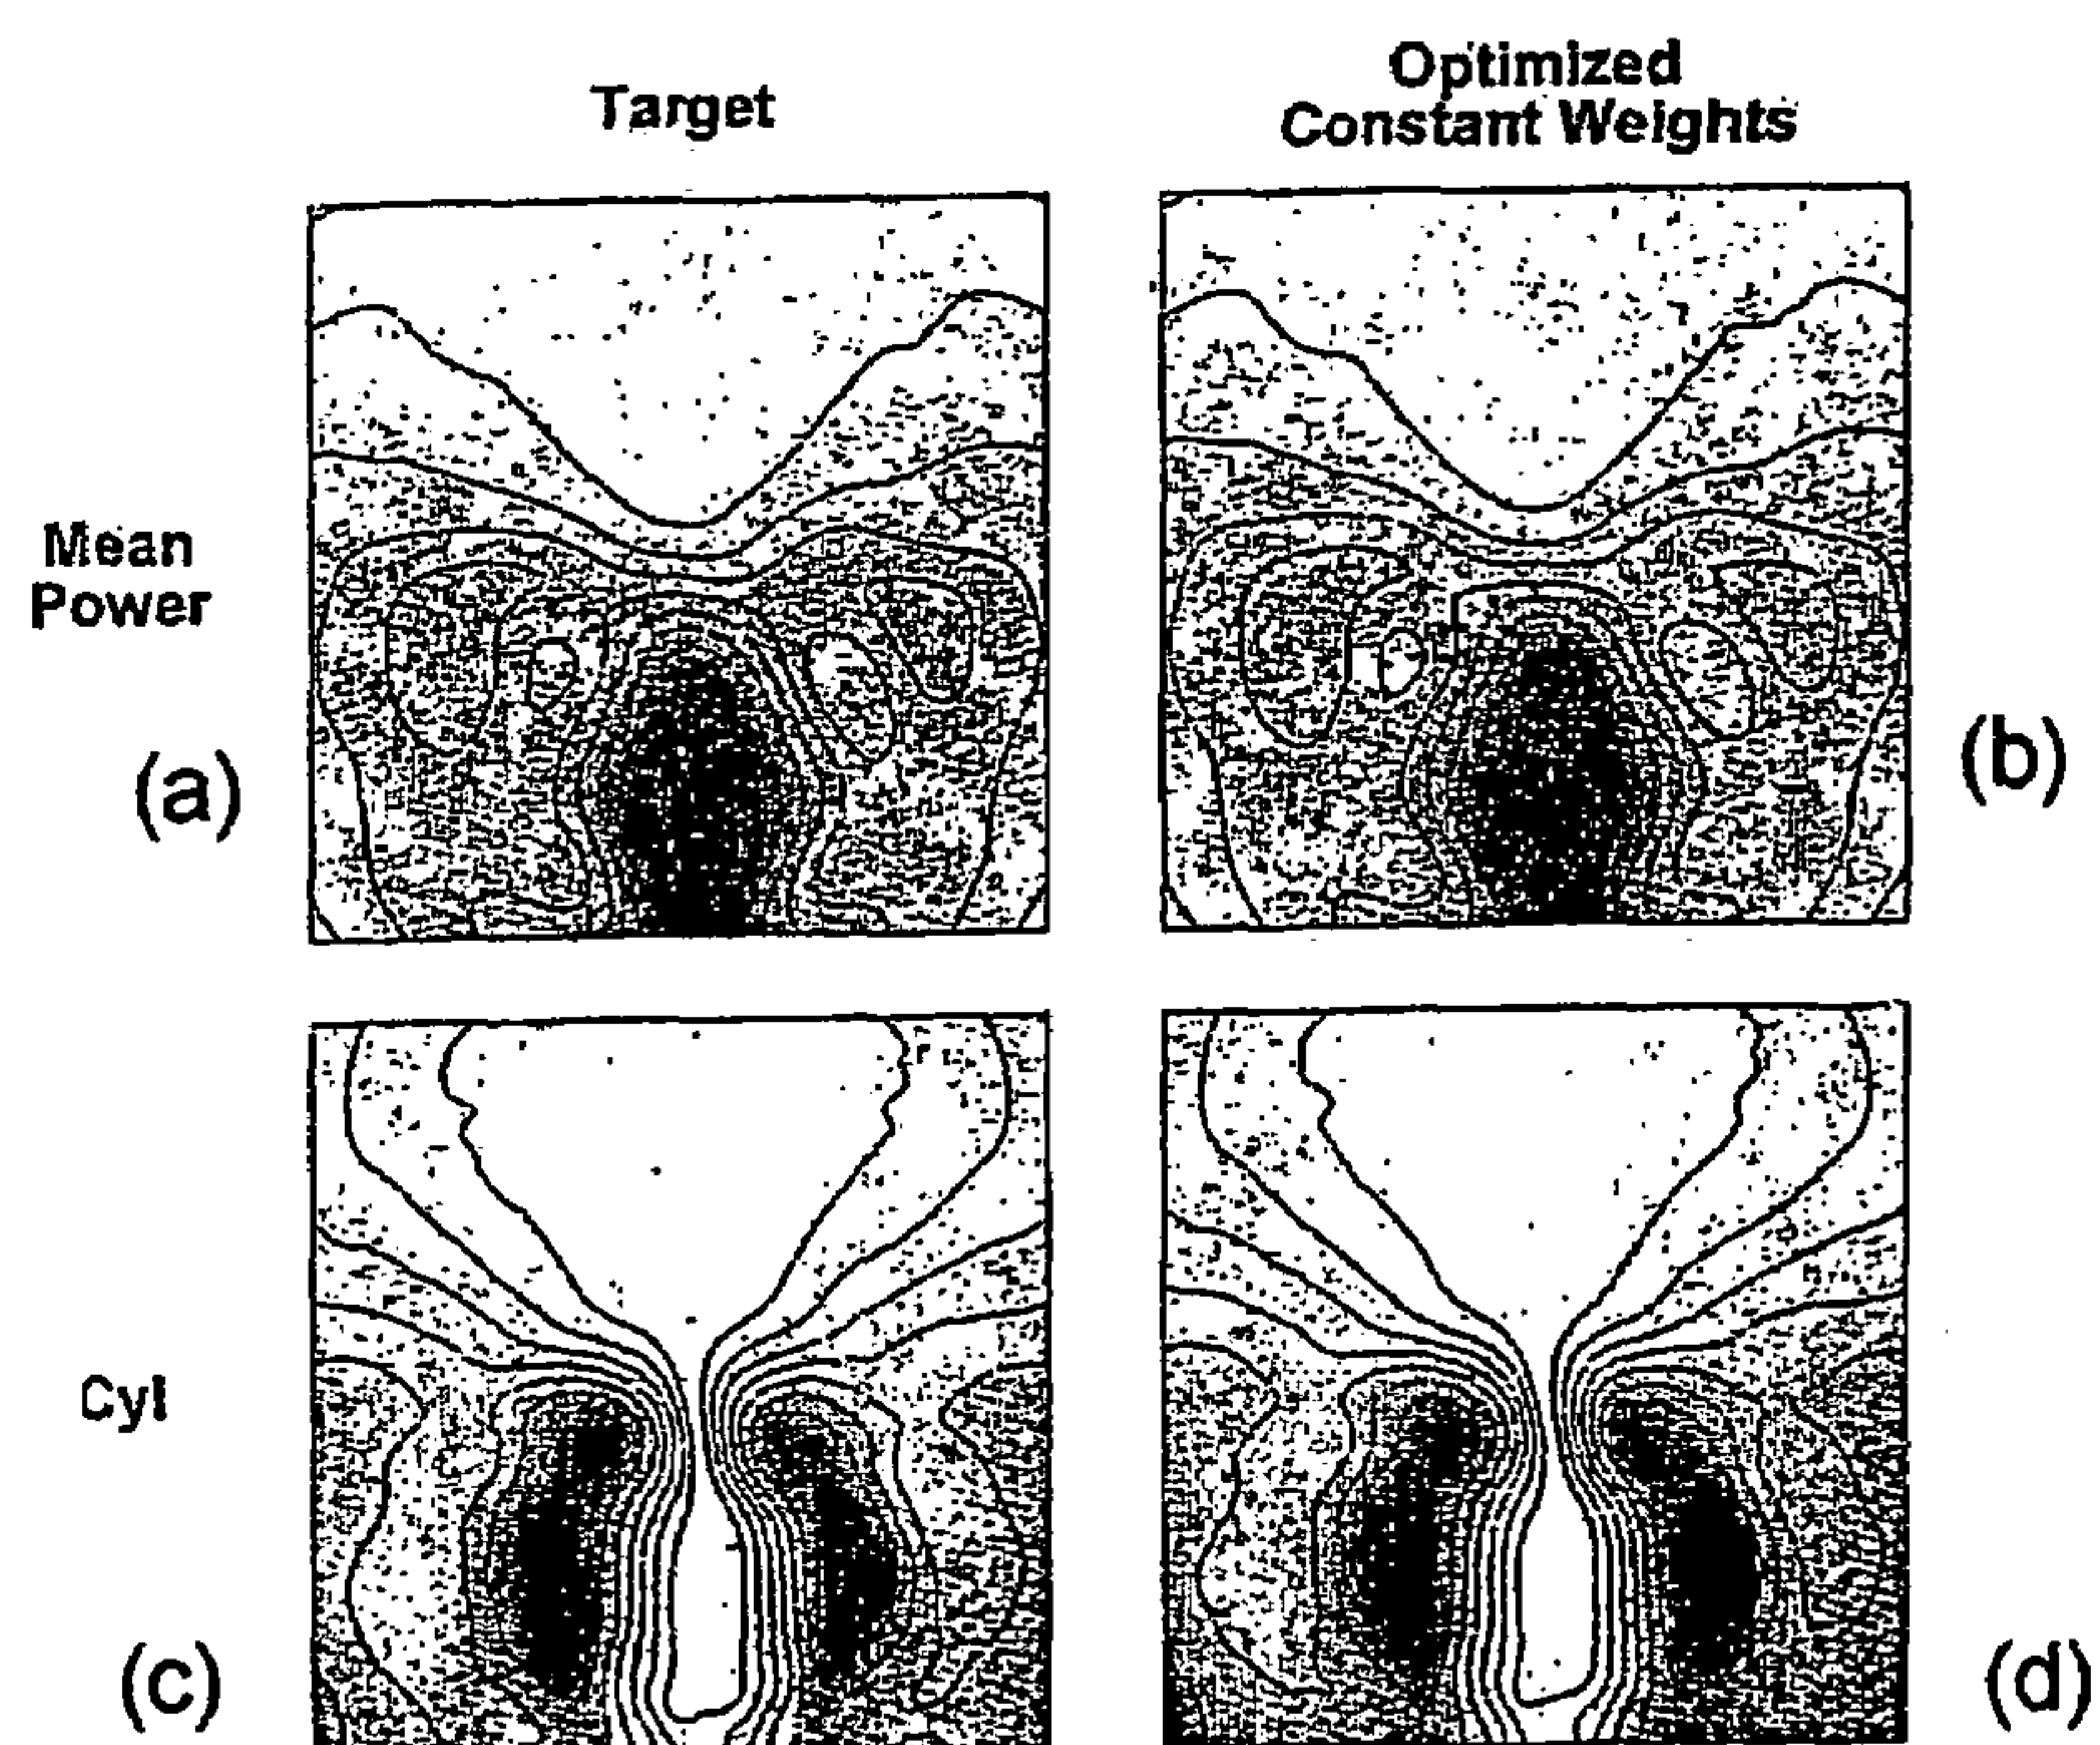 Target
Optimized
Constant Weights
Mean
Power
(a)
(b)
Cyl
(c)
(d)